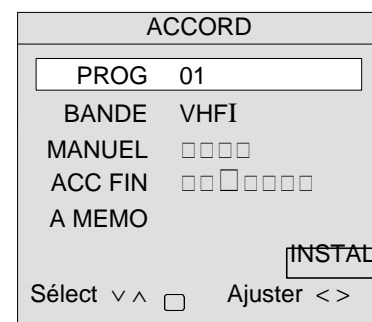 ACCORD
PROG 01
BANDE VHFI
MANUEL □□□□
ACC FIN □□□□□□□
A MEMO
INSTAL
Sélect ∨ ∧ ▢ Ajuster < >